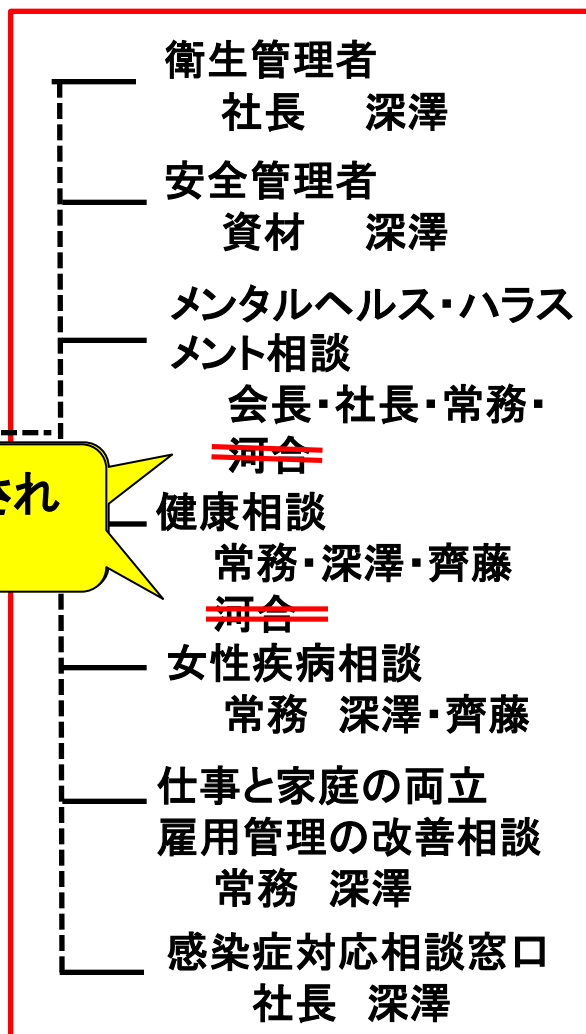 衛生管理者
社長　深澤
安全管理者
資材　深澤
メンタルヘルス・ハラス
メント相談
会長・社長・常務・
河合
され
健康相談
常務・深澤・齊藤
河合
女性疾病相談
常務　深澤・齊藤
仕事と家庭の両立
雇用管理の改善相談
常務　深澤
感染症対応相談窓口
社長　深澤